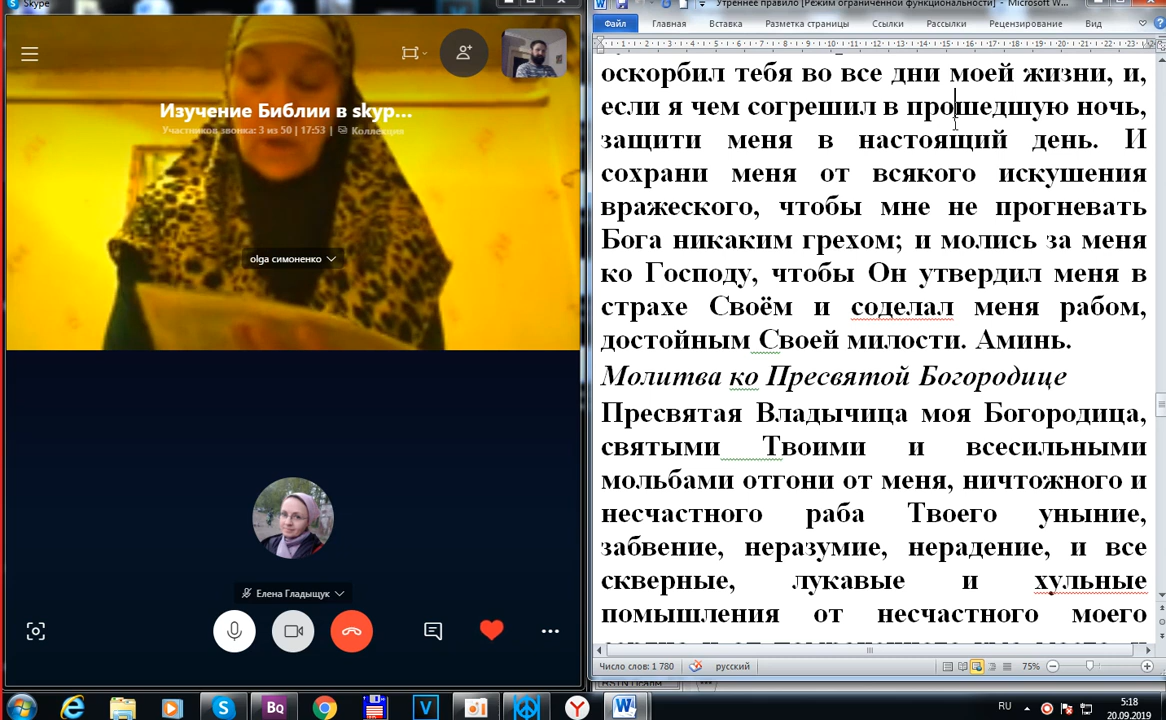 Skype
Изучение Библии в skyp...
Участников звонка: 3 из 50 | 17:53 | Коллекция
olga симоненко
Елена Гладыщук
Утреннее правило [Режим ограниченной функциональности] - Microsoft W...
Файл Главная Вставка Разметка страницы Ссылки Рассылки Рецензирование Вид
оскорбил тебя во все дни моей жизни, и,
если я чем согрешил в прошедшую ночь,
защити меня в настоящий день. И
сохрани меня от всякого искушения
вражеского, чтобы мне не прогневать
Бога никаким грехом; и молись за меня
ко Господу, чтобы Он утвердил меня в
страхе Своём и соделал меня рабом,
достойным Своей милости. Аминь.
Молитва ко Пресвятой Богородице
Пресвятая Владычица моя Богородица,
святыми Твоими и всесильными
мольбами отгони от меня, ничтожного и
несчастного раба Твоего уныние,
забвение, неразумие, нерадение, и все
скверные, лукавые и хульные
помышления от несчастного моего
Число слов: 1 780 русский 75%
Bq
RU 5:18
20.09.2019